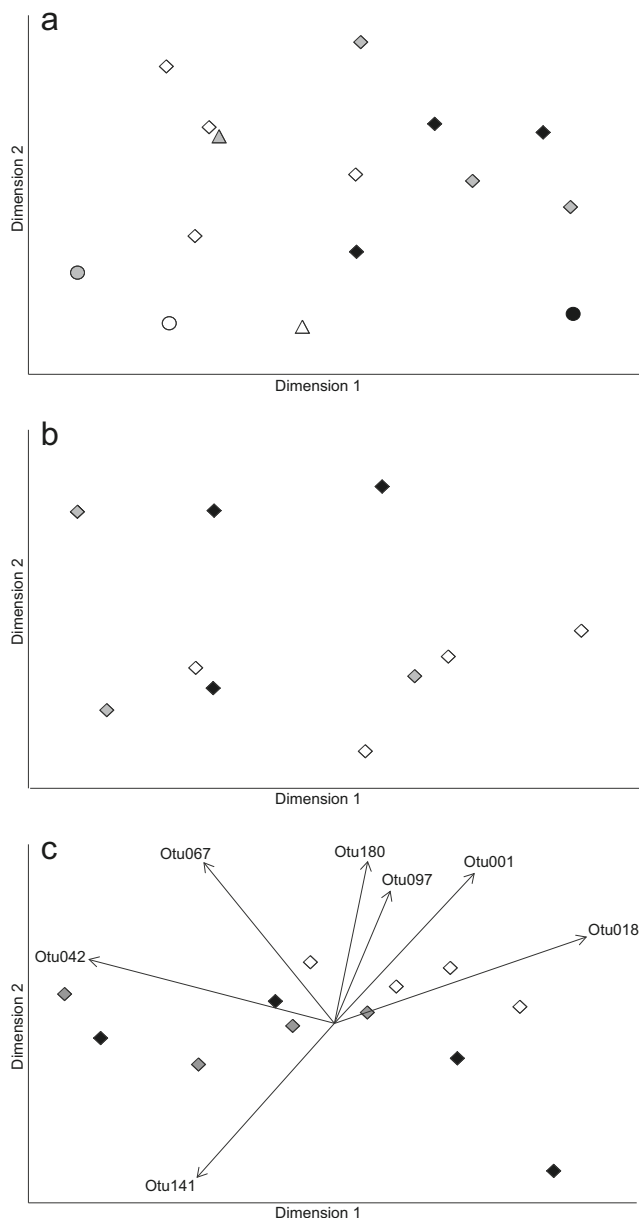 a
Dimension 2
Dimension 1
b
Dimension 2
Dimension 1
c
Otu067
Otu180
Otu097
Otu001
Otu018
Otu042
Otu141
Dimension 2
Dimension 1